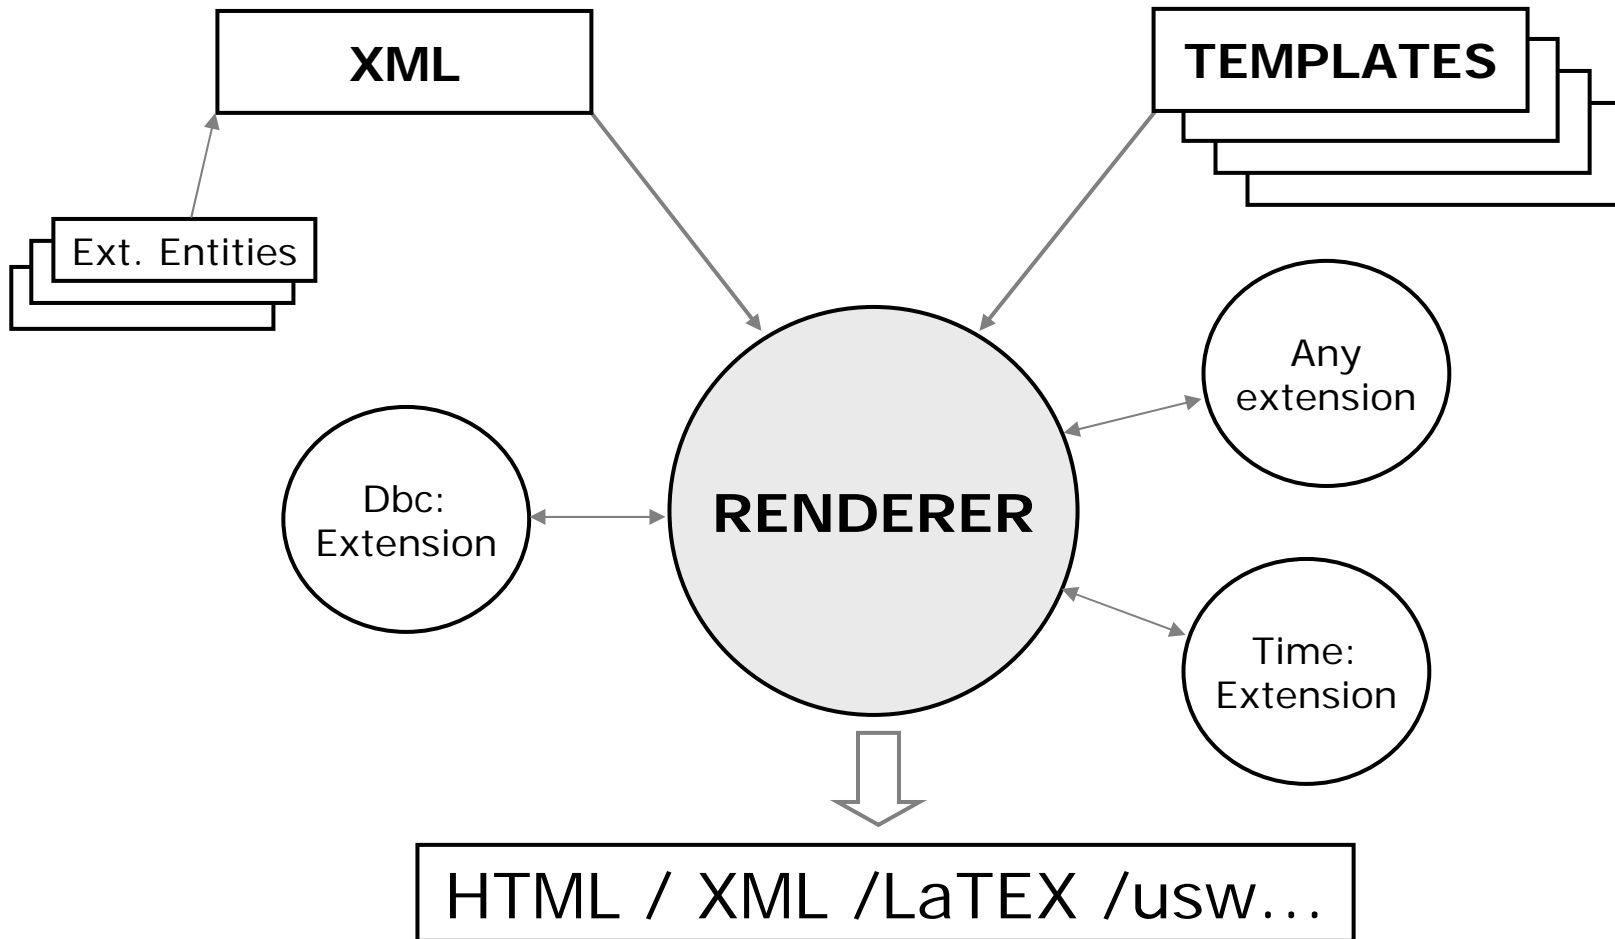 XML
TEMPLATES
Ext. Entities
Any
extension
Dbc:
Extension
RENDERER
Time:
Extension
HTML / XML /LaTEX /usw...